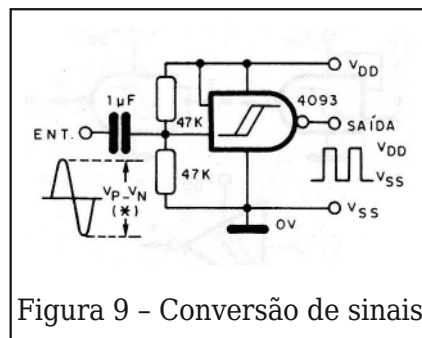 VDD
4093
1µF
47K
ENT.
SAÍDA
VDD
VSS
47K
VP-VN
(*)
VSS
0V
Figura 9 – Conversão de sinais